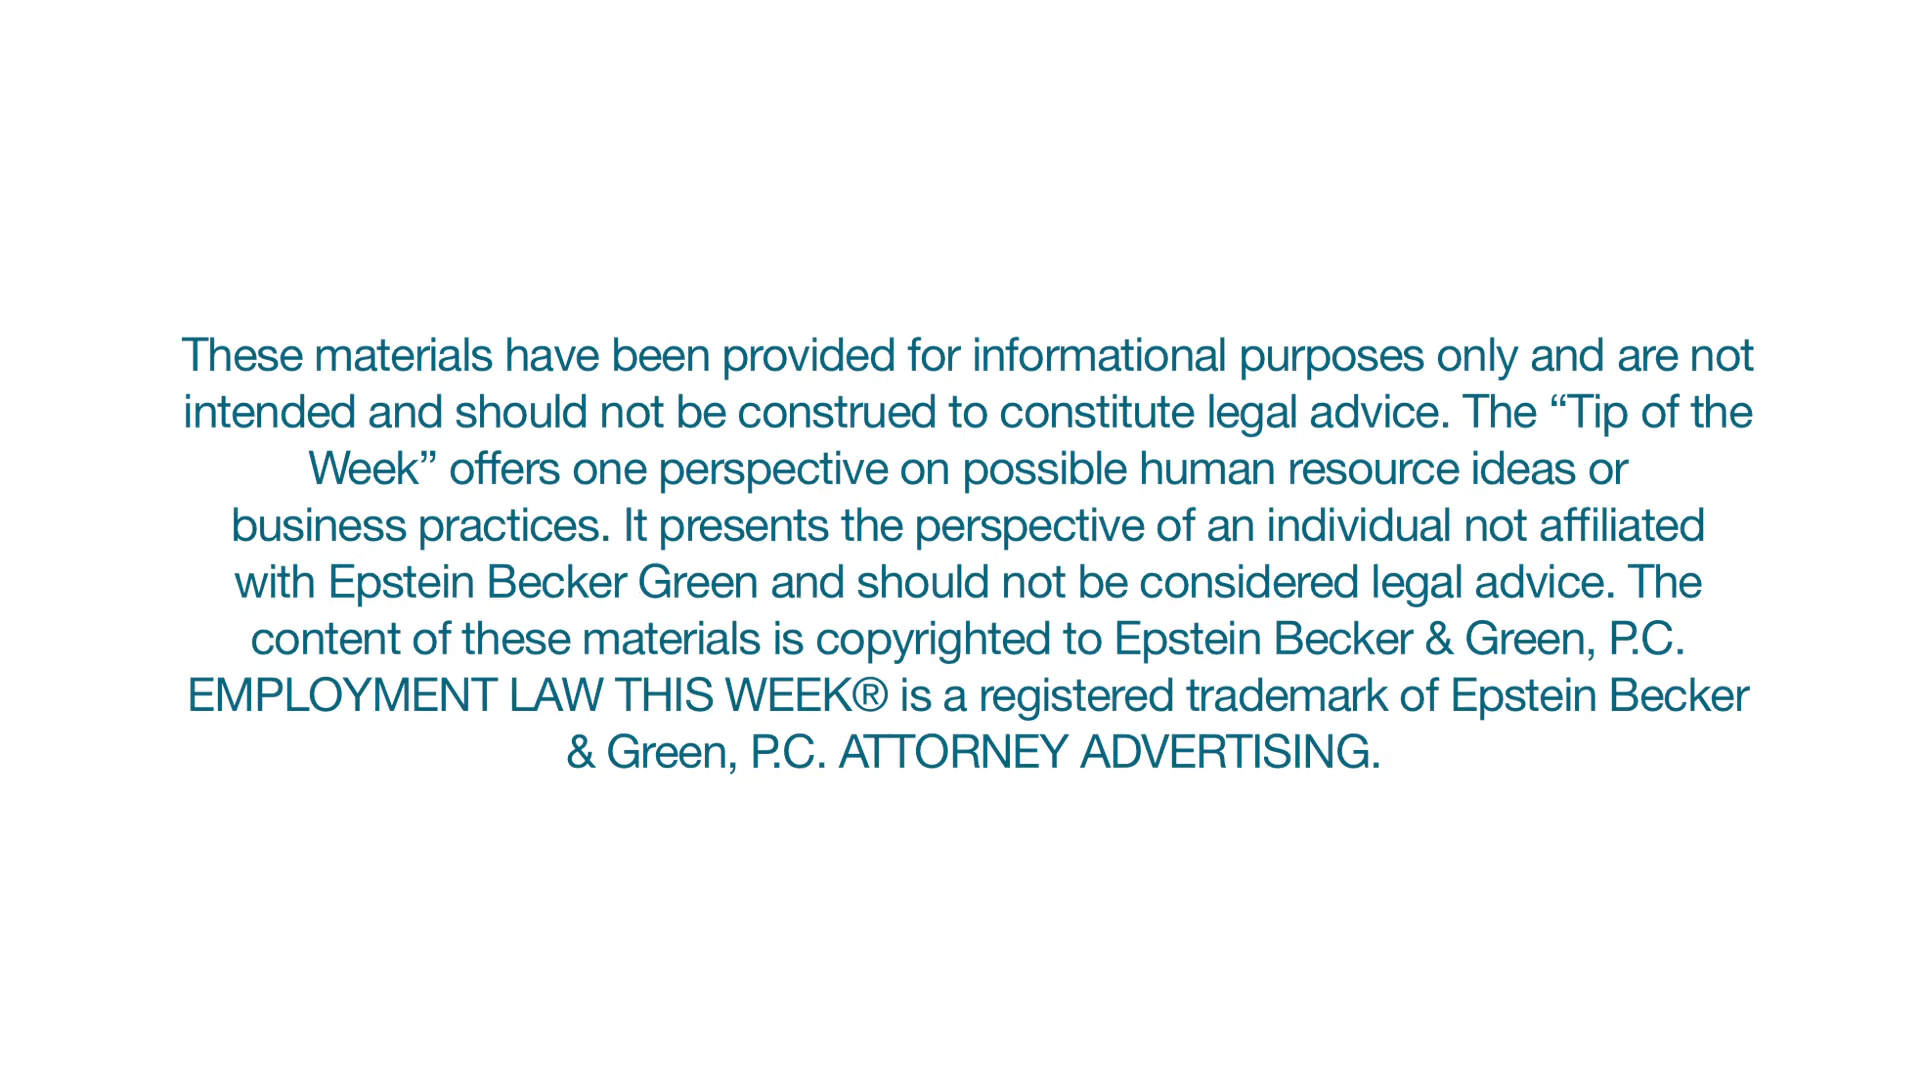 These materials have been provided for informational purposes only and are not
intended and should not be construed to constitute legal advice. The “Tip of the
Week” offers one perspective on possible human resource ideas or
business practices. It presents the perspective of an individual not affiliated
with Epstein Becker Green and should not be considered legal advice. The
content of these materials is copyrighted to Epstein Becker & Green, P.C.
EMPLOYMENT LAW THIS WEEK® is a registered trademark of Epstein Becker
& Green, P.C. ATTORNEY ADVERTISING.